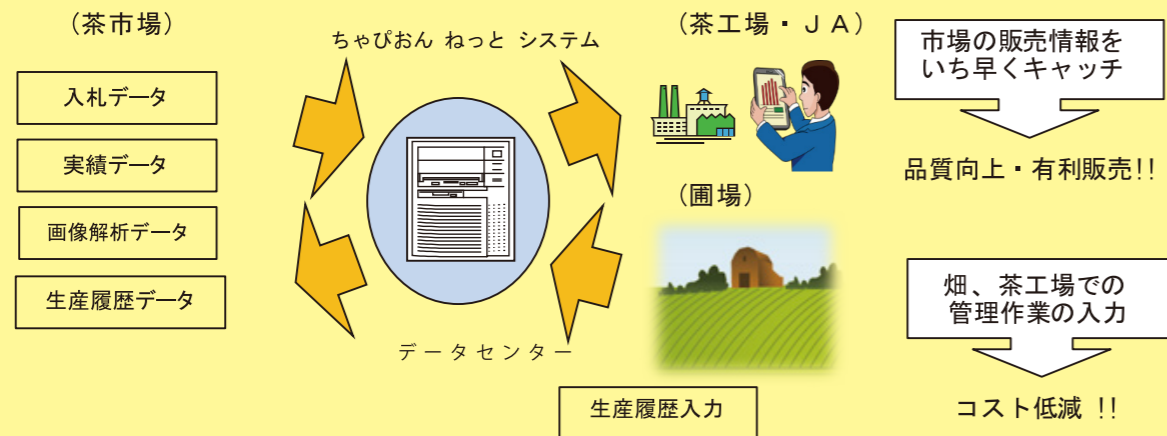 (茶市場)
入札データ
実績データ
画像解析データ
生産履歴データ
ちゃぴおん ねっと システム
データセンター
(茶工場・JA)
(圃場)
生産履歴入力
市場の販売情報を
いち早くキャッチ
品質向上・有利販売!!
畑、茶工場での
管理作業の入力
コスト低減 !!